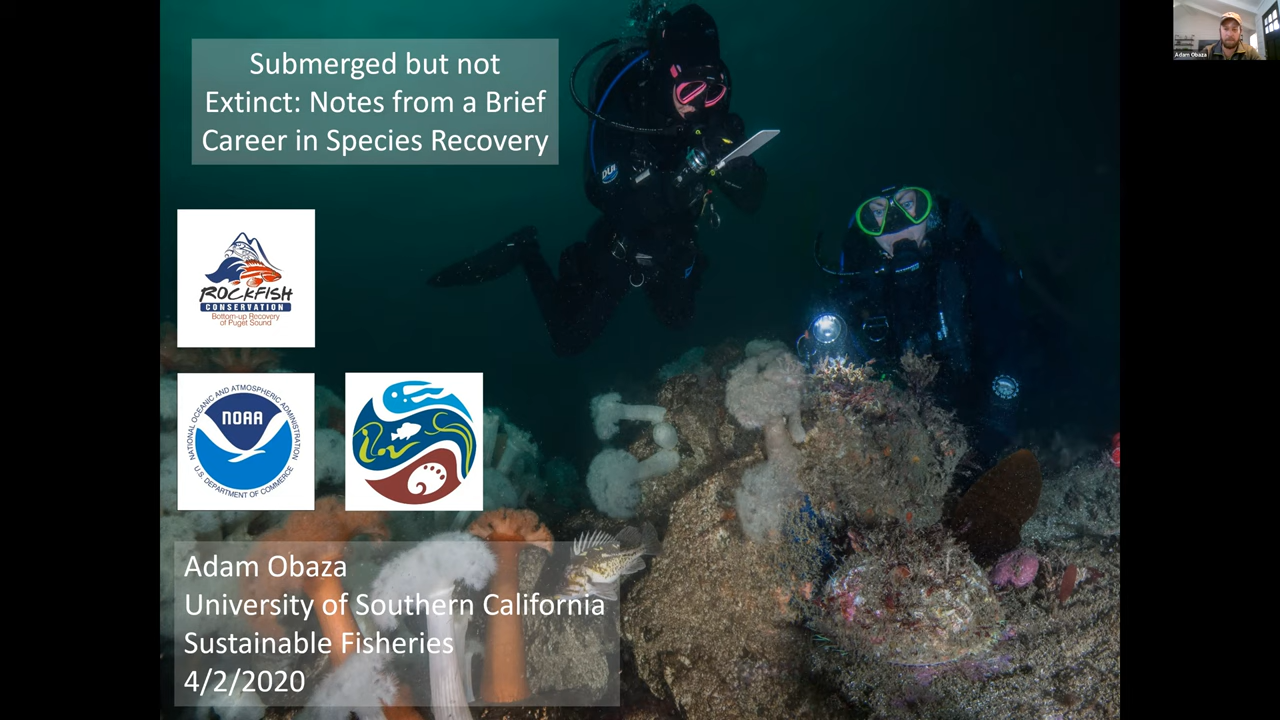 Submerged but not
Extinct: Notes from a Brief
Career in Species Recovery
Adam Obaza
ROCKFISH
CONSERVATION
Bottom-up Recovery
of Puget Sound
NATIONAL OCEANIC AND ATMOSPHERIC ADMINISTRATION
NOAA
U.S. DEPARTMENT OF COMMERCE
DUI
Adam Obaza
University of Southern California
Sustainable Fisheries
4/2/2020